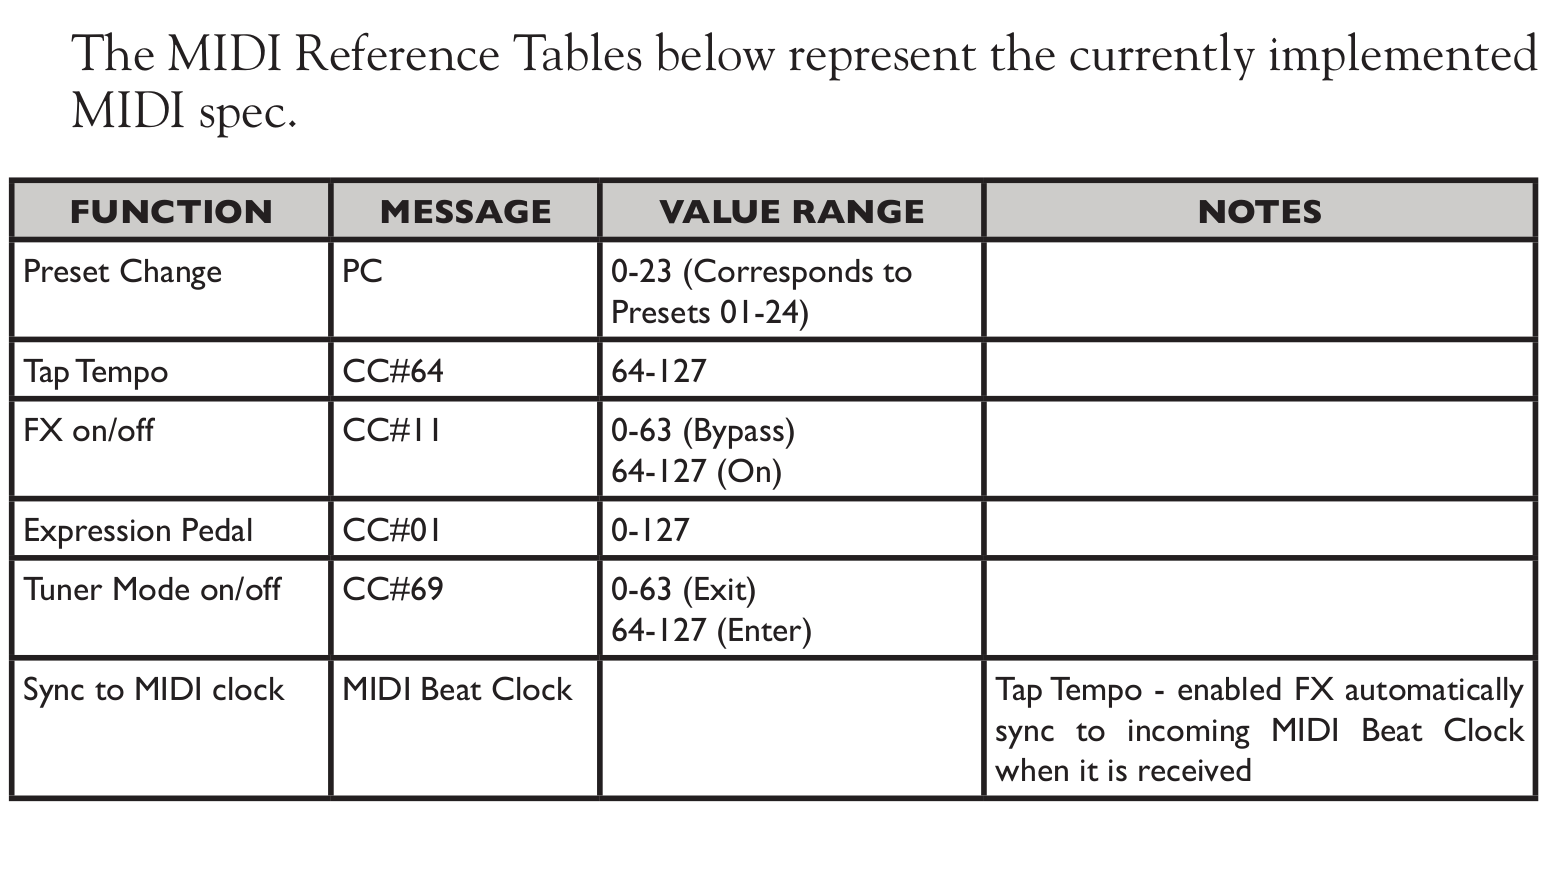 The MIDI Reference Tables below represent the currently implemented
MIDI spec.
FUNCTION MESSAGE VALUE RANGE NOTES
Preset Change PC 0-23 (Corresponds to
Presets 01-24)
Tap Tempo CC#64 64-127
FX on/off CC#11 0-63 (Bypass)
64-127 (On)
Expression Pedal CC#01 0-127
Tuner Mode on/off CC#69 0-63 (Exit)
64-127 (Enter)
Sync to MIDI clock MIDI Beat Clock Tap Tempo - enabled FX automatically
sync to incoming MIDI Beat Clock
when it is received